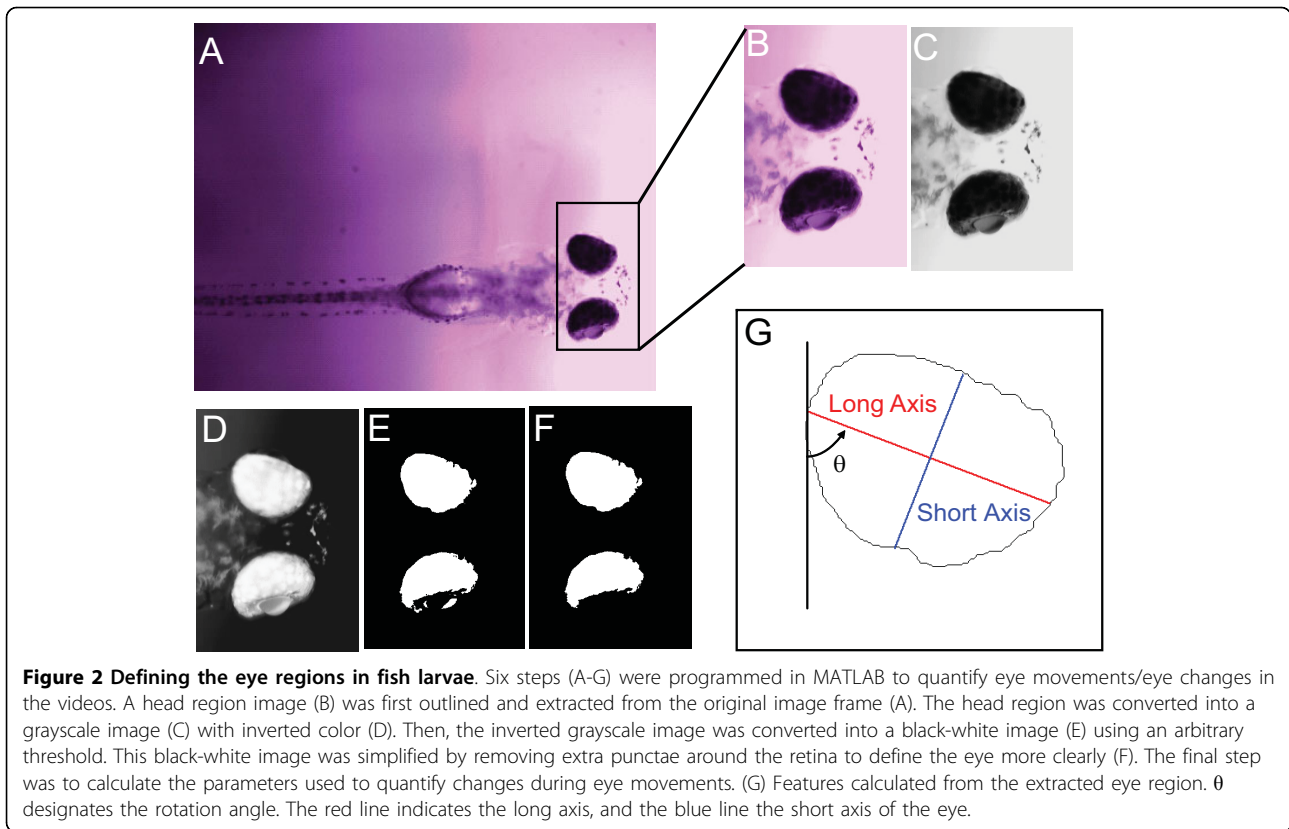 A
B
C
D
E
F
G
Long Axis
θ
Short Axis
Figure 2 Defining the eye regions in fish larvae. Six steps (A-G) were programmed in MATLAB to quantify eye movements/eye changes in
the videos. A head region image (B) was first outlined and extracted from the original image frame (A). The head region was converted into a
grayscale image (C) with inverted color (D). Then, the inverted grayscale image was converted into a black-white image (E) using an arbitrary
threshold. This black-white image was simplified by removing extra punctae around the retina to define the eye more clearly (F). The final step
was to calculate the parameters used to quantify changes during eye movements. (G) Features calculated from the extracted eye region. θ
designates the rotation angle. The red line indicates the long axis, and the blue line the short axis of the eye.